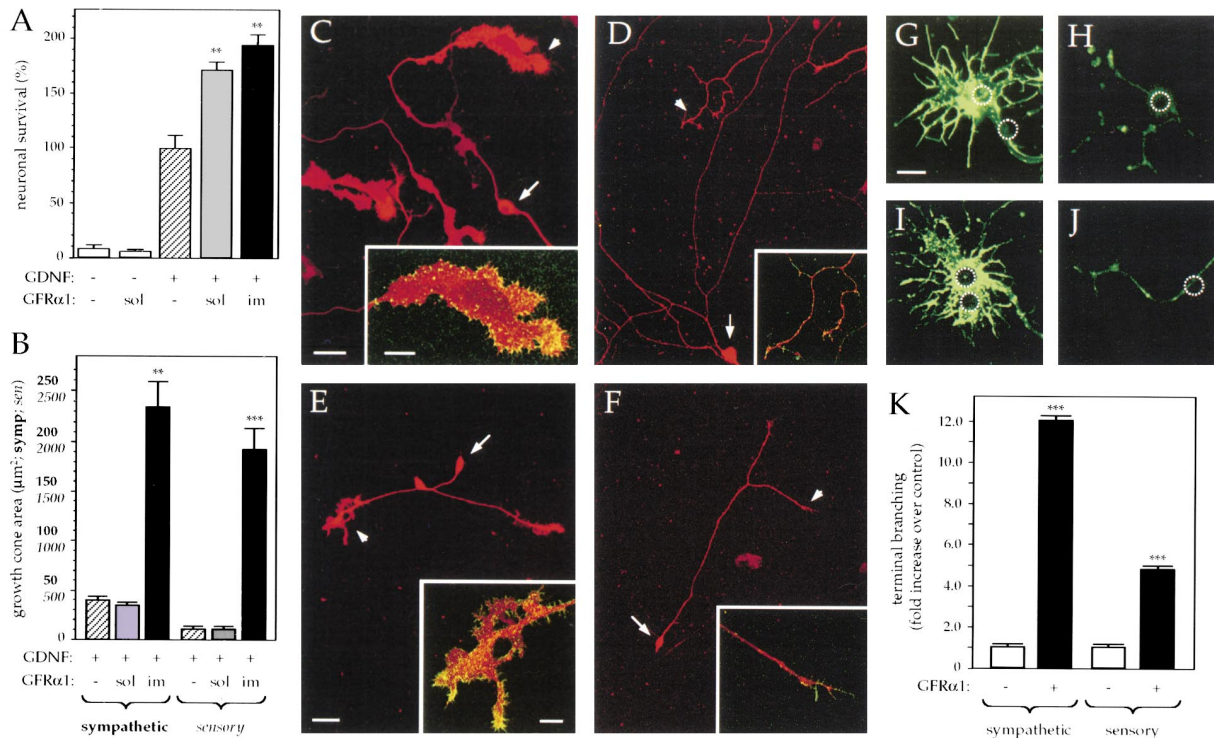 A
neuronal survival (%)
200
150
100
50
0
**
**
GDNF: - - + + +
GFRα1: - sol - sol im
B
growth cone area (µm²; symp; sen)
250
2500
200
2000
150
1500
100
1000
50
500
0
**
***
GDNF: + + + + + +
GFRα1: - sol im - sol im
sympathetic sensory
C
D
E
F
G
H
I
J
K
terminal branching
(fold increase over control)
12.0
10.0
8.0
6.0
4.0
2.0
0.0
***
***
GFRα1: - + - +
sympathetic sensory